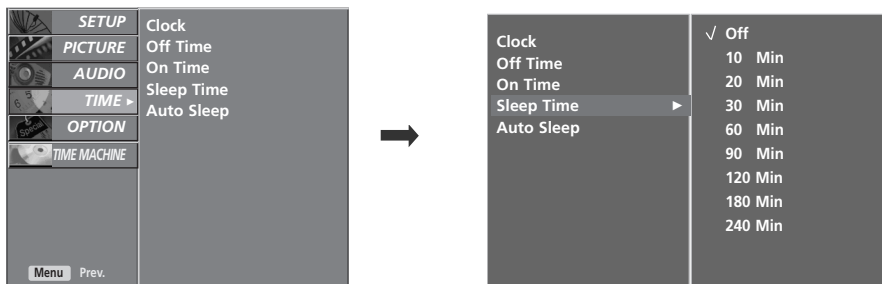 SETUP
PICTURE
AUDIO
TIME ►
OPTION
Special
TIME MACHINE
Menu Prev.
Clock
Off Time
On Time
Sleep Time
Auto Sleep
Clock
Off Time
On Time
Sleep Time ►
Auto Sleep
√ Off
10 Min
20 Min
30 Min
60 Min
90 Min
120 Min
180 Min
240 Min